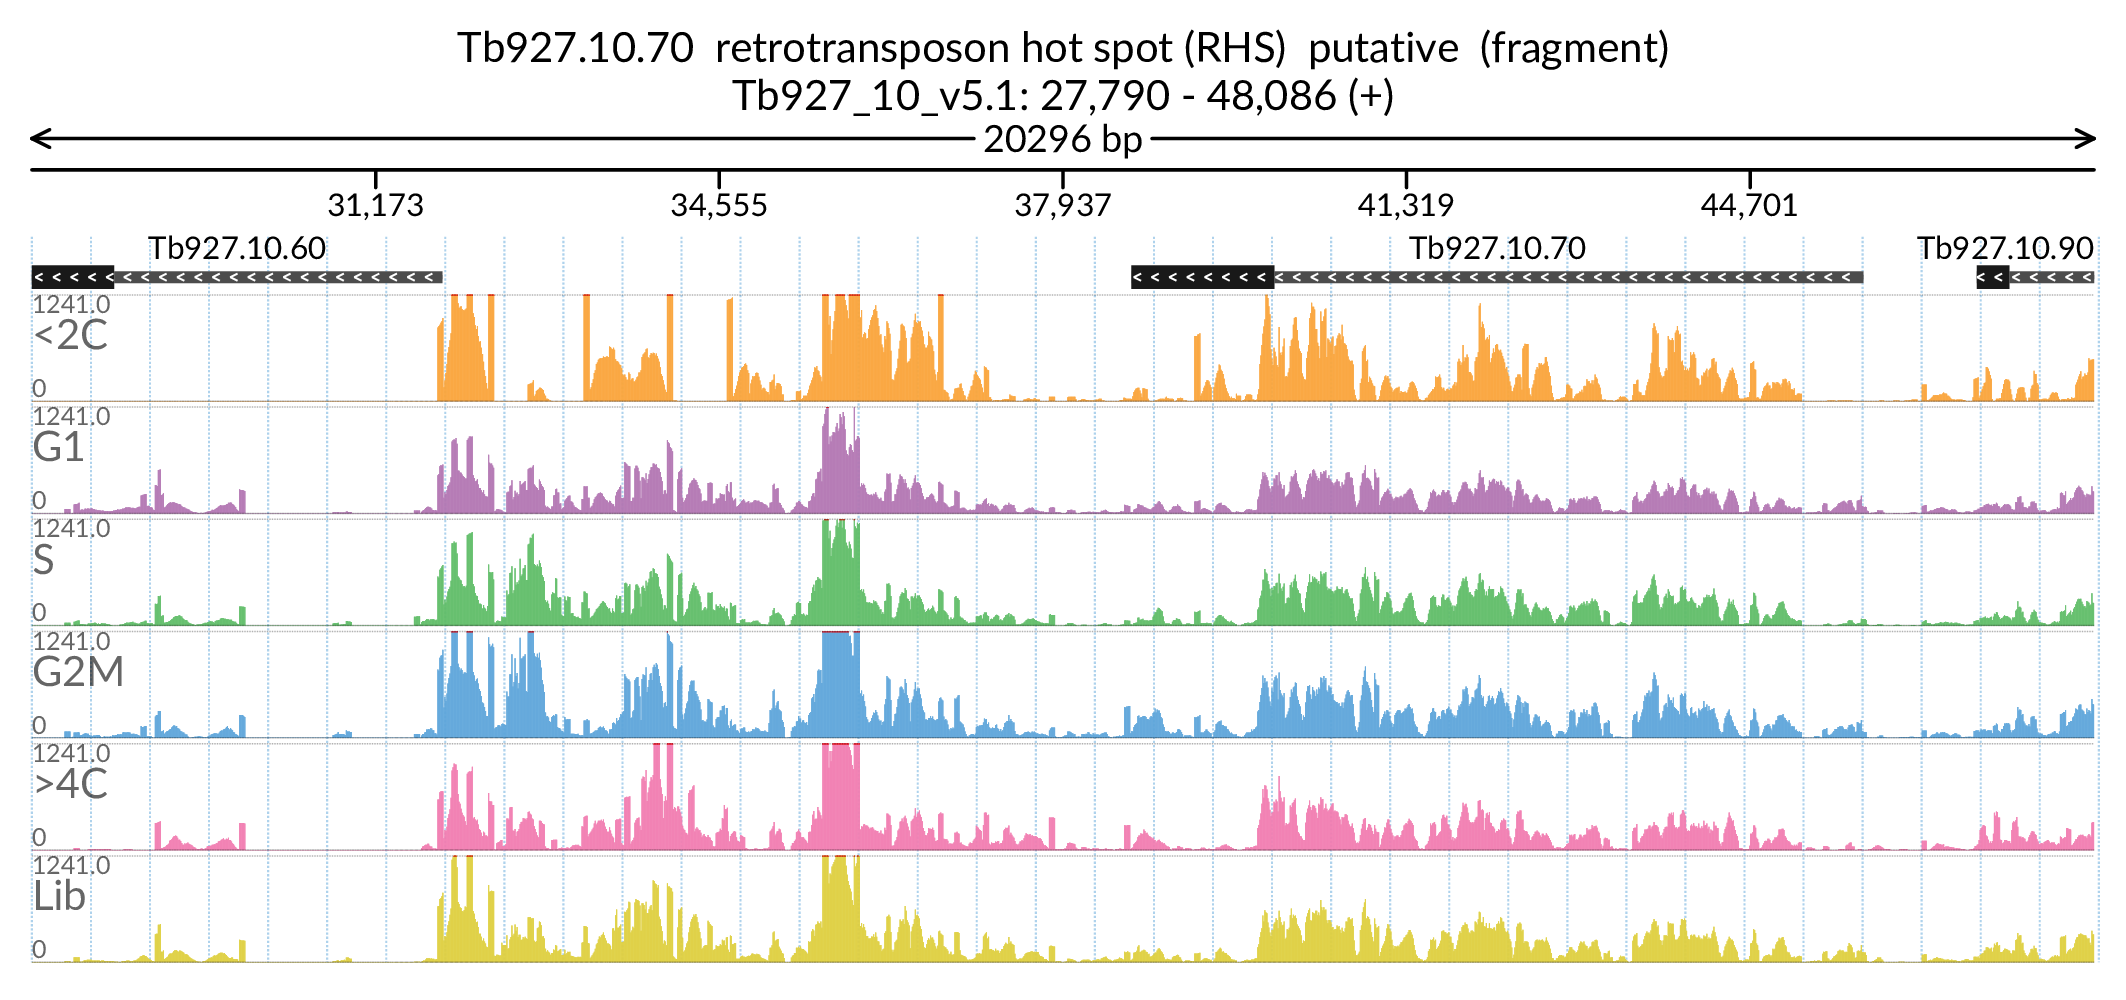 Tb927.10.70 retrotransposon hot spot (RHS) putative (fragment)
Tb927_10_v5.1: 27,790 - 48,086 (+)
20296 bp
31,173 34,555 37,937 41,319 44,701
Tb927.10.60 Tb927.10.70 Tb927.10.90
1241.0
<2C
0
1241.0
G1
0
1241.0
S
0
1241.0
G2M
0
1241.0
>4C
0
1241.0
Lib
0